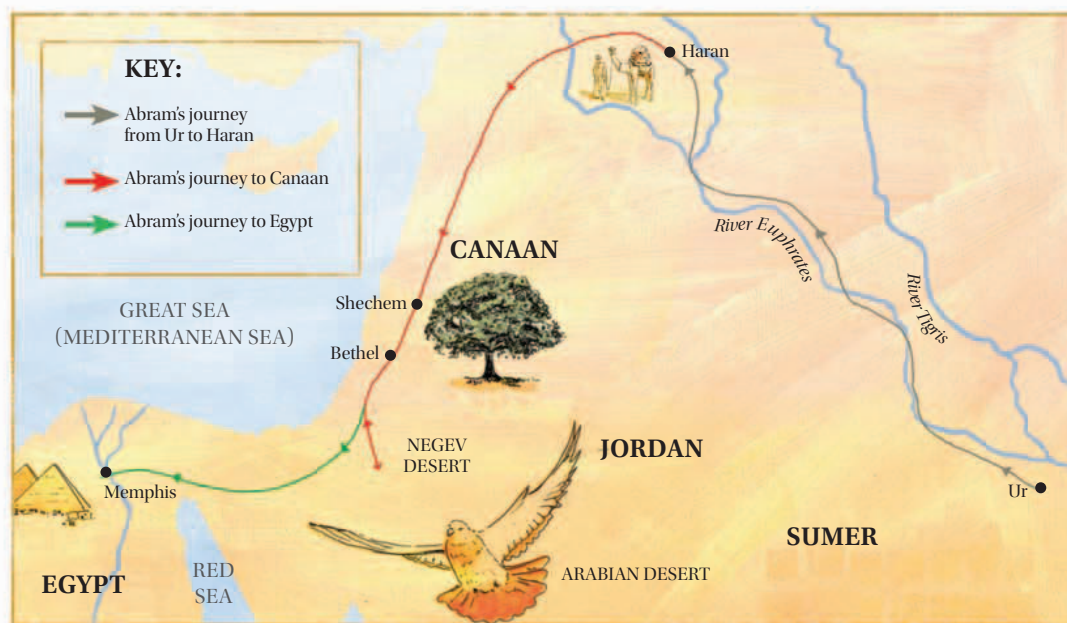 KEY:
Abram's journey
from Ur to Haran
Abram's journey to Canaan
Abram's journey to Egypt
Haran
River Euphrates
River Tigris
CANAAN
Shechem
GREAT SEA
(MEDITERRANEAN SEA)
Bethel
NEGEV
DESERT
JORDAN
Memphis
Ur
SUMER
EGYPT
RED
SEA
ARABIAN DESERT